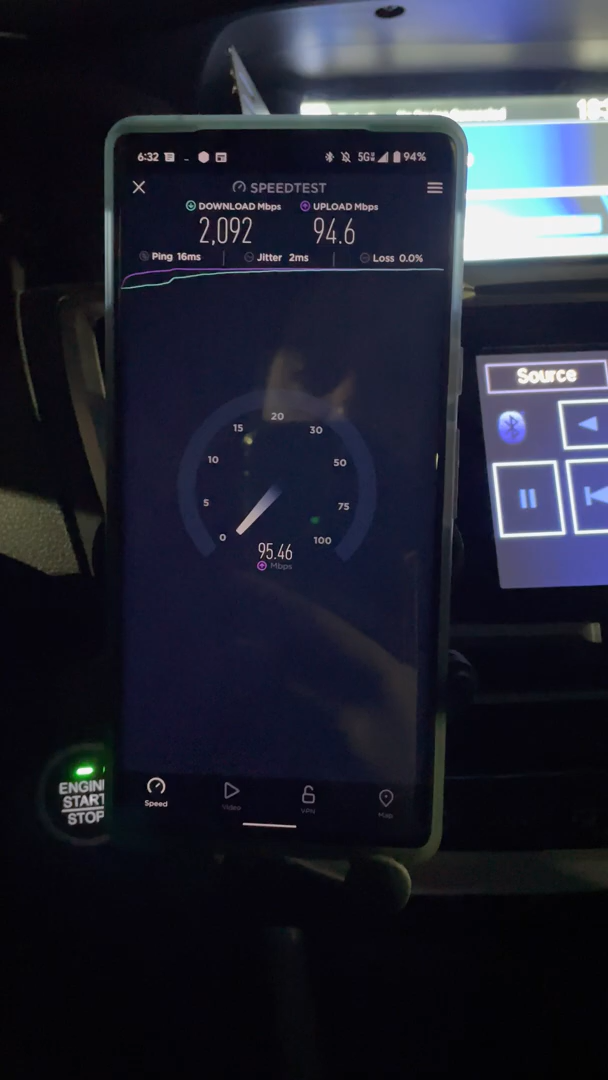 6:32 5G 94%
SPEEDTEST
DOWNLOAD Mbps UPLOAD Mbps
2,092 94.6
Ping 16ms Jitter 2ms Loss 0.0%
20
15 30
10 50
5 75
0 100
95.46
Mbps
Speed Video VPN Map
Source
ENGIN
START
STOP